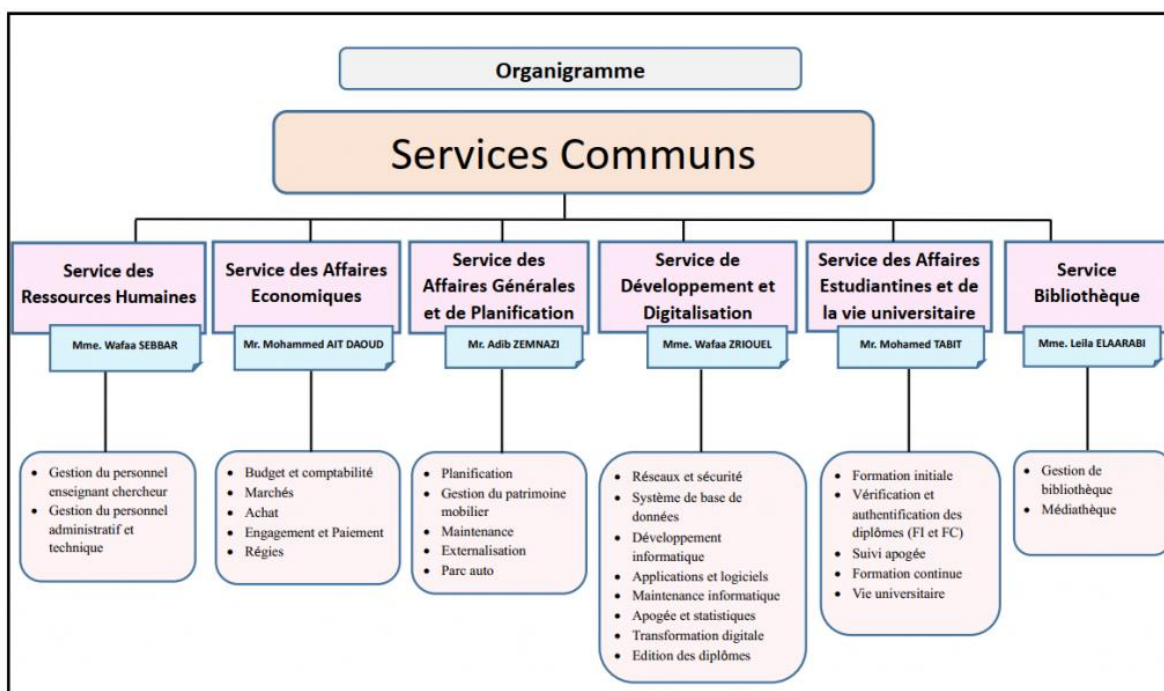 Organigramme
Services Communs
Service des
Ressources Humaines
Mme. Wafaa SEBBAR
Service des Affaires
Economiques
Mr. Mohammed AIT DAOUD
Service des
Affaires Générales
et de Planification
Mr. Adib ZEMNAZI
Service de
Développement et
Digitalisation
Mme. Wafaa ZRIOUEL
Service des Affaires
Estudiantines et de
la vie universitaire
Mr. Mohamed TABIT
Service
Bibliothèque
Mme. Leila ELAARABI
• Gestion du personnel
enseignant chercheur
• Gestion du personnel
administratif et
technique
• Budget et comptabilité
• Marchés
• Achat
• Engagement et Paiement
• Régies
• Planification
• Gestion du patrimoine
mobilier
• Maintenance
• Externalisation
• Parc auto
• Réseaux et sécurité
• Système de base de
données
• Développement
informatique
• Applications et logiciels
• Maintenance informatique
• Apogée et statistiques
• Transformation digitale
• Edition des diplômes
• Formation initiale
• Vérification et
authentification des
diplômes (FI et FC)
• Suivi apogée
• Formation continue
• Vie universitaire
• Gestion de
bibliothèque
• Médiathèque